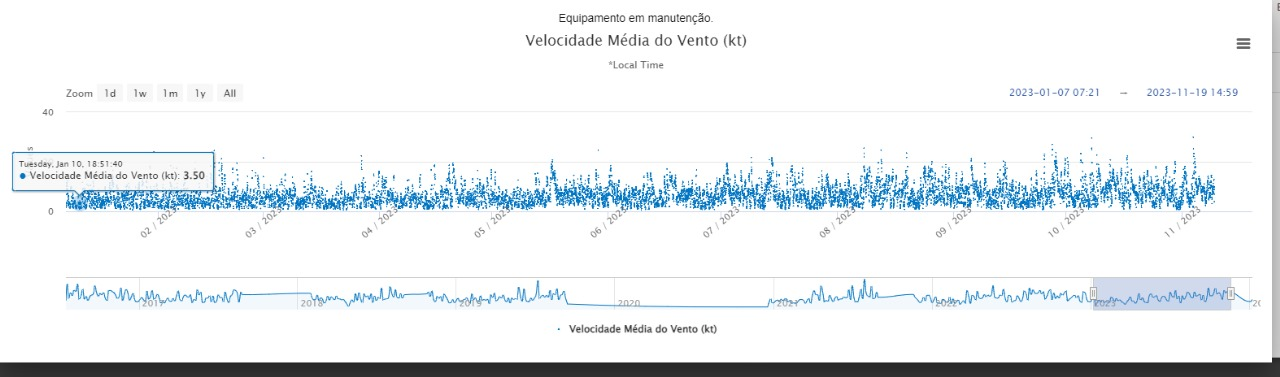 Equipamento em manutenção.
Velocidade Média do Vento (kt)
*Local Time
Zoom 1d 1w 1m 1y All
2023-01-07 07:21 → 2023-11-19 14:59
40
Tuesday, Jan 10, 18:51:40
● Velocidade Média do Vento (kt): 3.50
0
02 / 2023
03 / 2023
04 / 2023
05 / 2023
06 / 2023
07 / 2023
08 / 2023
09 / 2023
10 / 2023
11 / 2023
2017 2018 2019 2020 2021 2022 2023
Velocidade Média do Vento (kt)